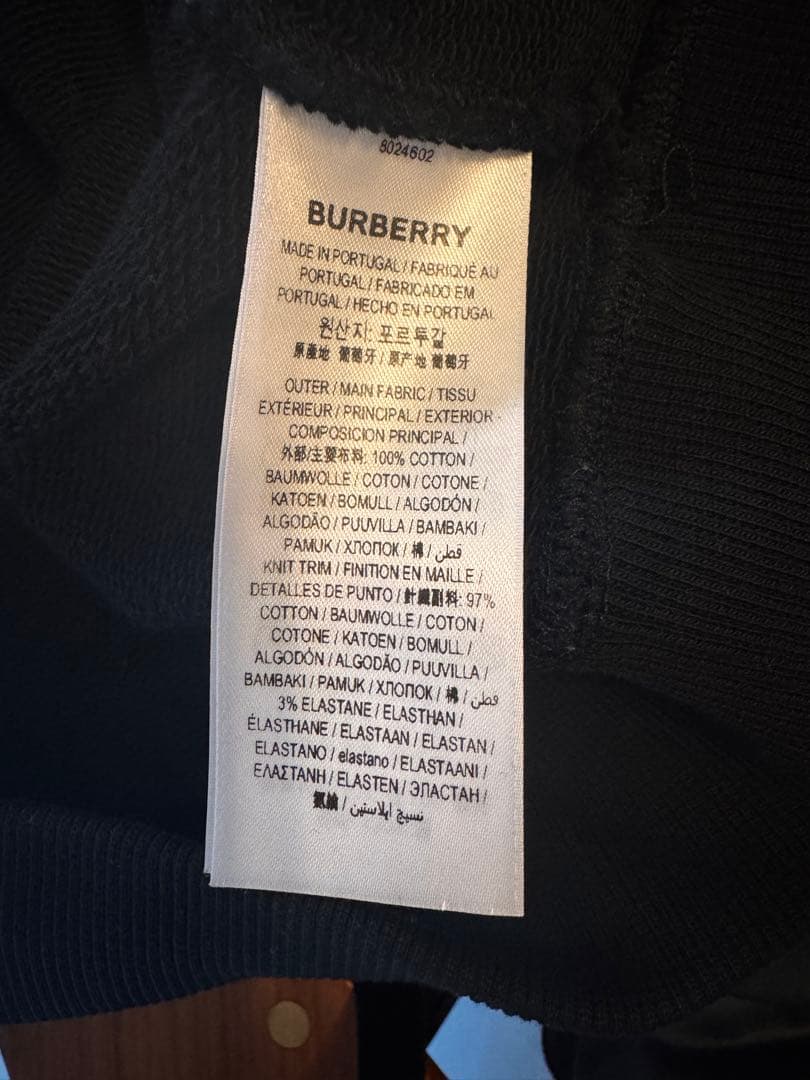 8024602
BURBERRY
MADE IN PORTUGAL / FABRIQUÉ AU
PORTUGAL / FABRICADO EM
PORTUGAL / HECHO EN PORTUGAL
원산지: 포르투갈
原產地 葡萄牙 / 原产地 葡萄牙
OUTER / MAIN FABRIC / TISSU
EXTÉRIEUR / PRINCIPAL / EXTERIOR -
COMPOSICION PRINCIPAL /
外部/主要布料: 100% COTTON /
BAUMWOLLE / COTON / COTONE /
KATOEN / BOMULL / ALGODÓN /
ALGODÃO / PUUVILLA / BAMBAKI /
PAMUK / ХЛОПОК / 棉 / قطن
KNIT TRIM / FINITION EN MAILLE /
DETALLES DE PUNTO / 針織副料: 97%
COTTON / BAUMWOLLE / COTON /
COTONE / KATOEN / BOMULL /
ALGODÓN / ALGODÃO / PUUVILLA /
BAMBAKI / PAMUK / ХЛОПОК / 棉 / قطن
3% ELASTANE / ELASTHAN /
ÉLASTHANE / ELASTAAN / ELASTAN /
ELASTANO / elastano / ELASTAANI /
ΕΛΑΣΤΑΝΗ / ELASTEN / ЭЛАСТАН /
氨綸 / نسيج ايلاستين